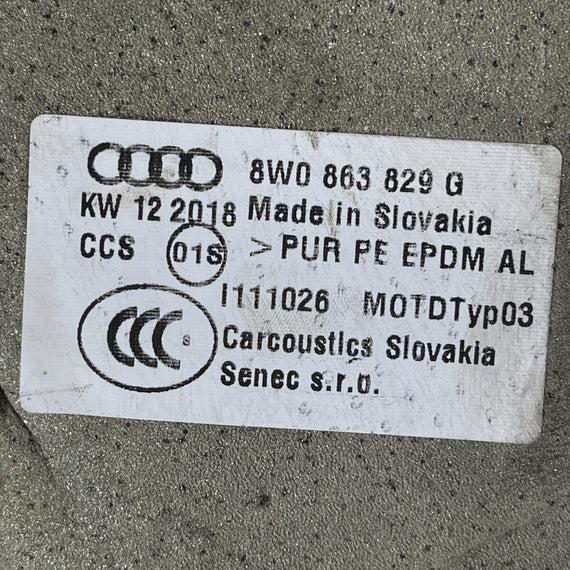 8W0 863 829 G
KW 12 2018 Made in Slovakia
CCS 01S > PUR PE EPDM AL
I111026 MOTDTyp03
CCC S Carcoustics Slovakia
Senec s.r.o.